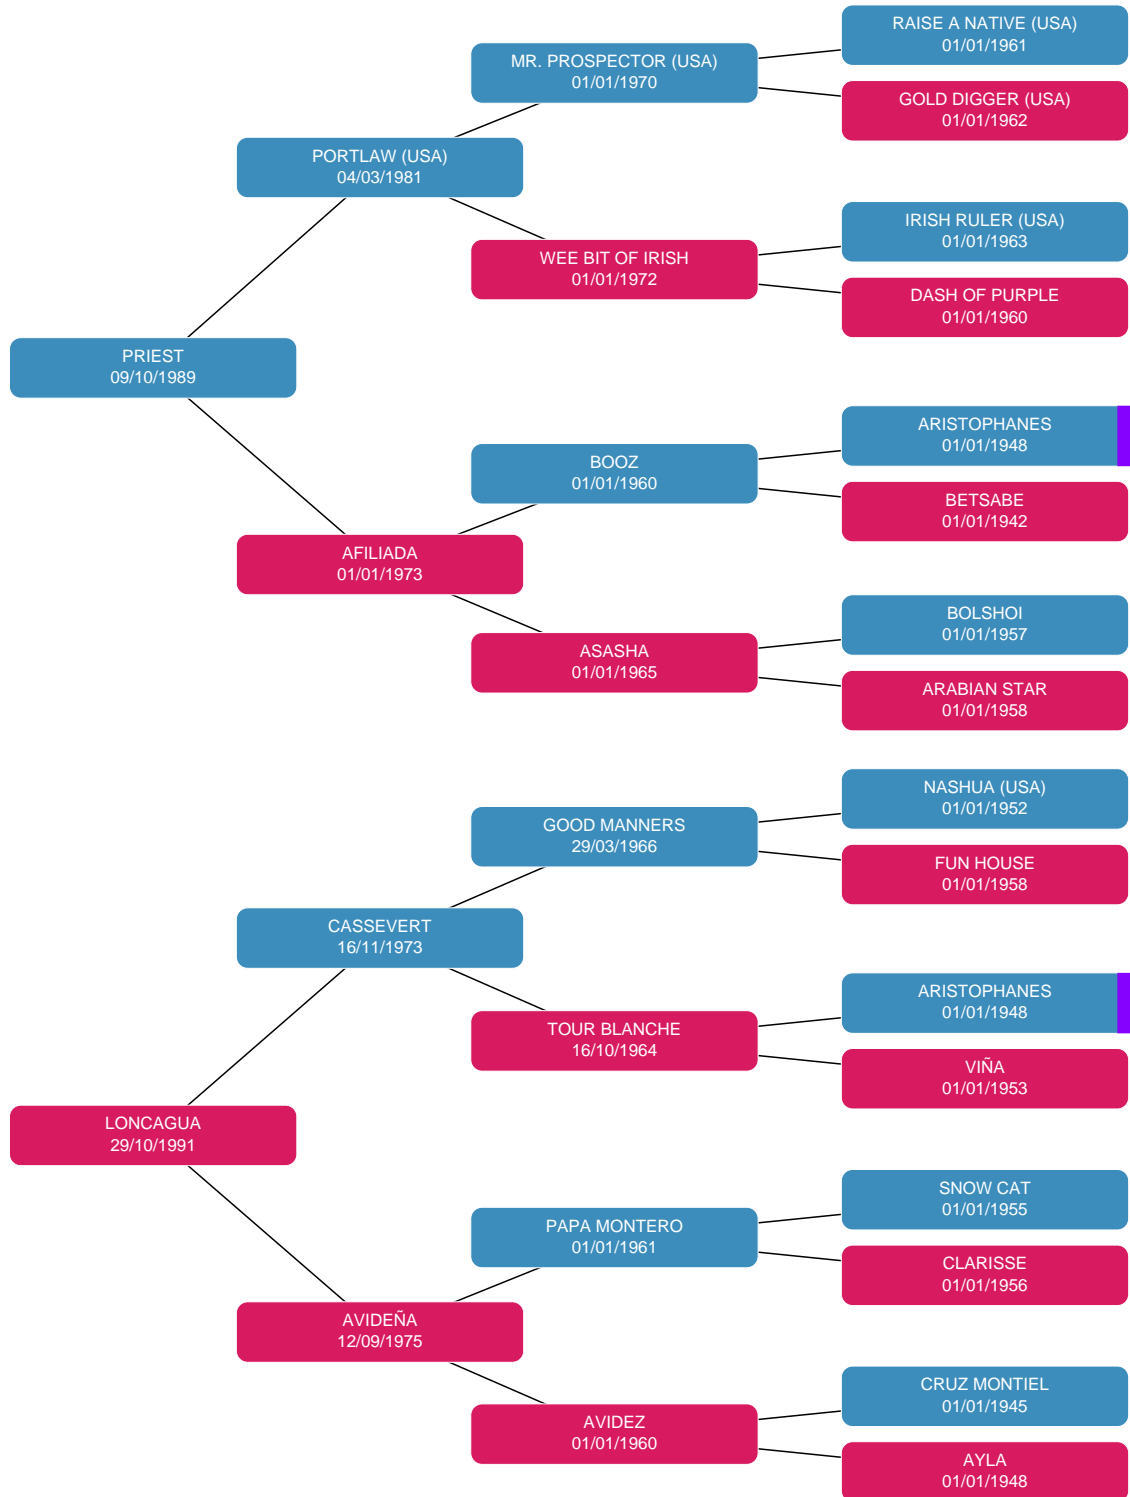 RAISE A NATIVE (USA)
01/01/1961
MR. PROSPECTOR (USA)
01/01/1970
GOLD DIGGER (USA)
01/01/1962
PORTLAW (USA)
04/03/1981
IRISH RULER (USA)
01/01/1963
WEE BIT OF IRISH
01/01/1972
DASH OF PURPLE
01/01/1960
PRIEST
09/10/1989
ARISTOPHANES
01/01/1948
BOOZ
01/01/1960
BETSABE
01/01/1942
AFILIADA
01/01/1973
BOLSHOI
01/01/1957
ASASHA
01/01/1965
ARABIAN STAR
01/01/1958
NASHUA (USA)
01/01/1952
GOOD MANNERS
29/03/1966
FUN HOUSE
01/01/1958
CASSEVERT
16/11/1973
ARISTOPHANES
01/01/1948
TOUR BLANCHE
16/10/1964
VIÑA
01/01/1953
LONCAGUA
29/10/1991
SNOW CAT
01/01/1955
PAPA MONTERO
01/01/1961
CLARISSE
01/01/1956
AVIDEÑA
12/09/1975
CRUZ MONTIEL
01/01/1945
AVIDEZ
01/01/1960
AYLA
01/01/1948